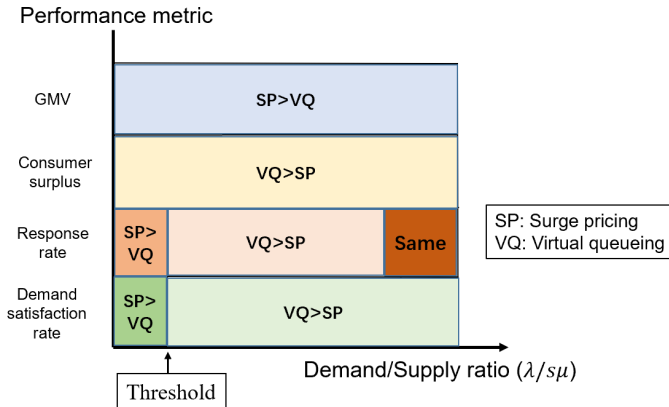 Performance metric
GMV
SP>VQ
Consumer
surplus
VQ>SP
Response
rate
SP>
VQ
VQ>SP
Same
Demand
satisfaction
rate
SP>
VQ
VQ>SP
SP: Surge pricing
VQ: Virtual queueing
Demand/Supply ratio (λ/sμ)
Threshold